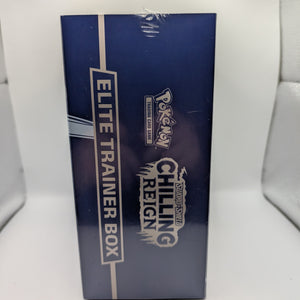 POKéMON
TRADING CARD GAME
SWORD & SHIELD
CHILLING
REIGN
ELITE TRAINER BOX